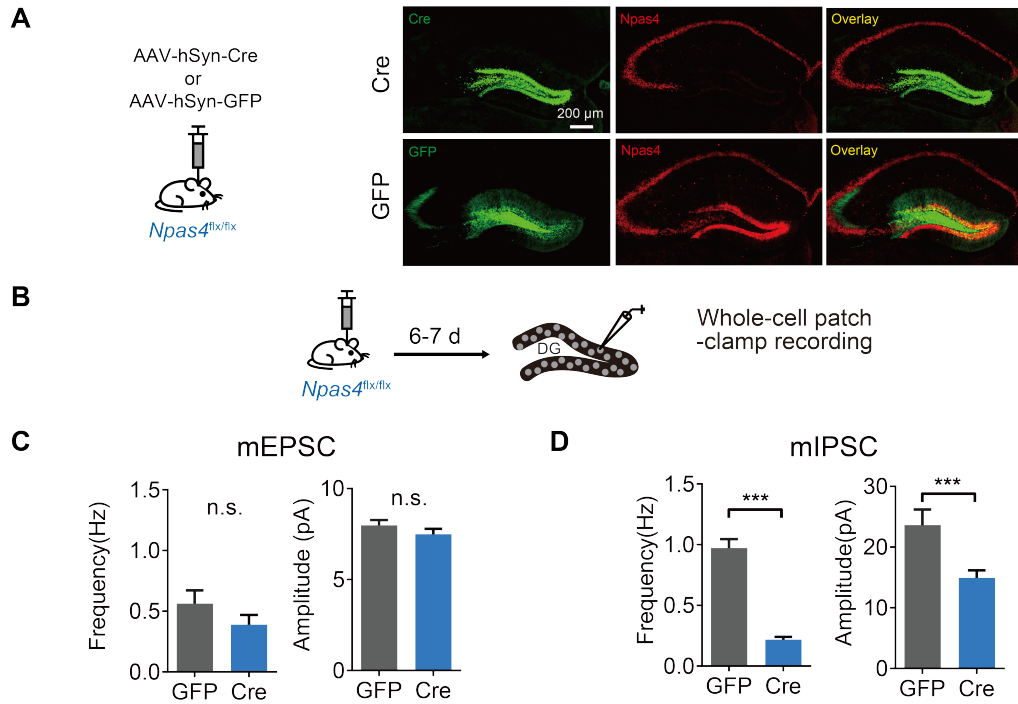 A
AAV-hSyn-Cre
or
AAV-hSyn-GFP
Npas4flx/flx
Cre
Cre
200 μm
Npas4
Overlay
GFP
GFP
Npas4
Overlay
B
Npas4flx/flx
6-7 d
DG
Whole-cell patch
-clamp recording
C
mEPSC
Frequency(Hz)
1.5
1.0
0.5
0.0
n.s.
GFP Cre
Amplitude (pA)
10
5
0
n.s.
GFP Cre
D
mIPSC
Frequency(Hz)
1.5
1.0
0.5
0.0
***
GFP Cre
Amplitude(pA)
30
20
10
0
***
GFP Cre